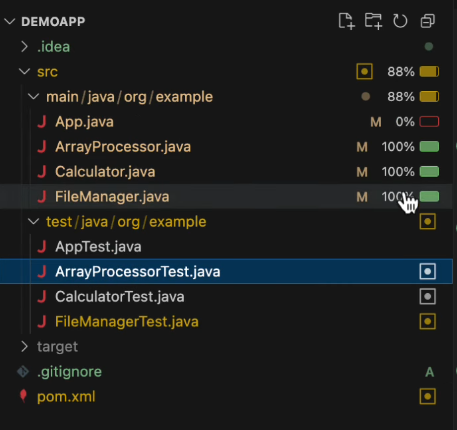 DEMOAPP
.idea
src 88%
main/java/org/example 88%
App.java M 0%
ArrayProcessor.java M 100%
Calculator.java M 100%
FileManager.java M 100%
test/java/org/example
AppTest.java
ArrayProcessorTest.java
CalculatorTest.java
FileManagerTest.java
target
.gitignore A
pom.xml